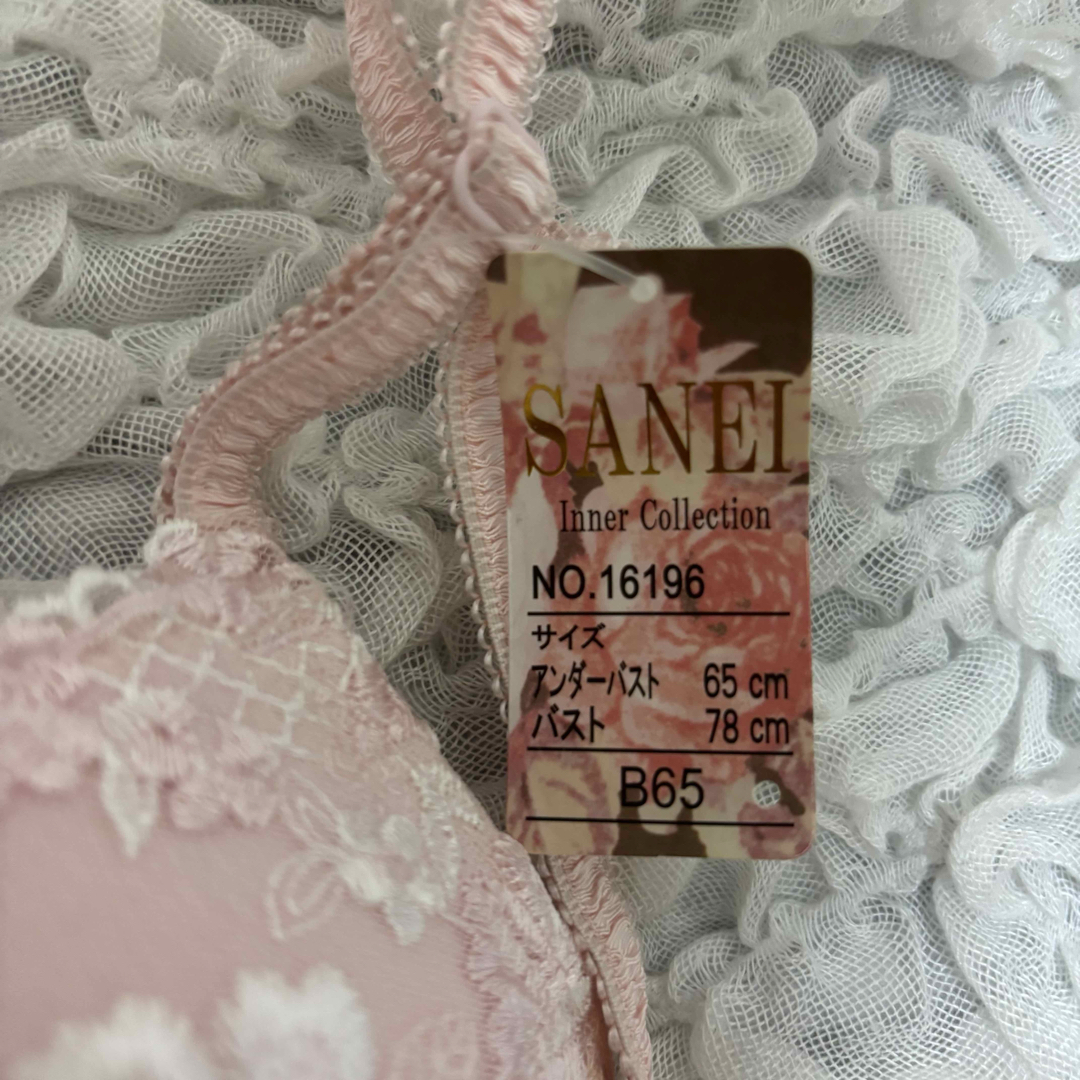 SANEI
Inner Collection
NO.16196
サイズ
アンダーバスト 65 cm
バスト 78 cm
B65